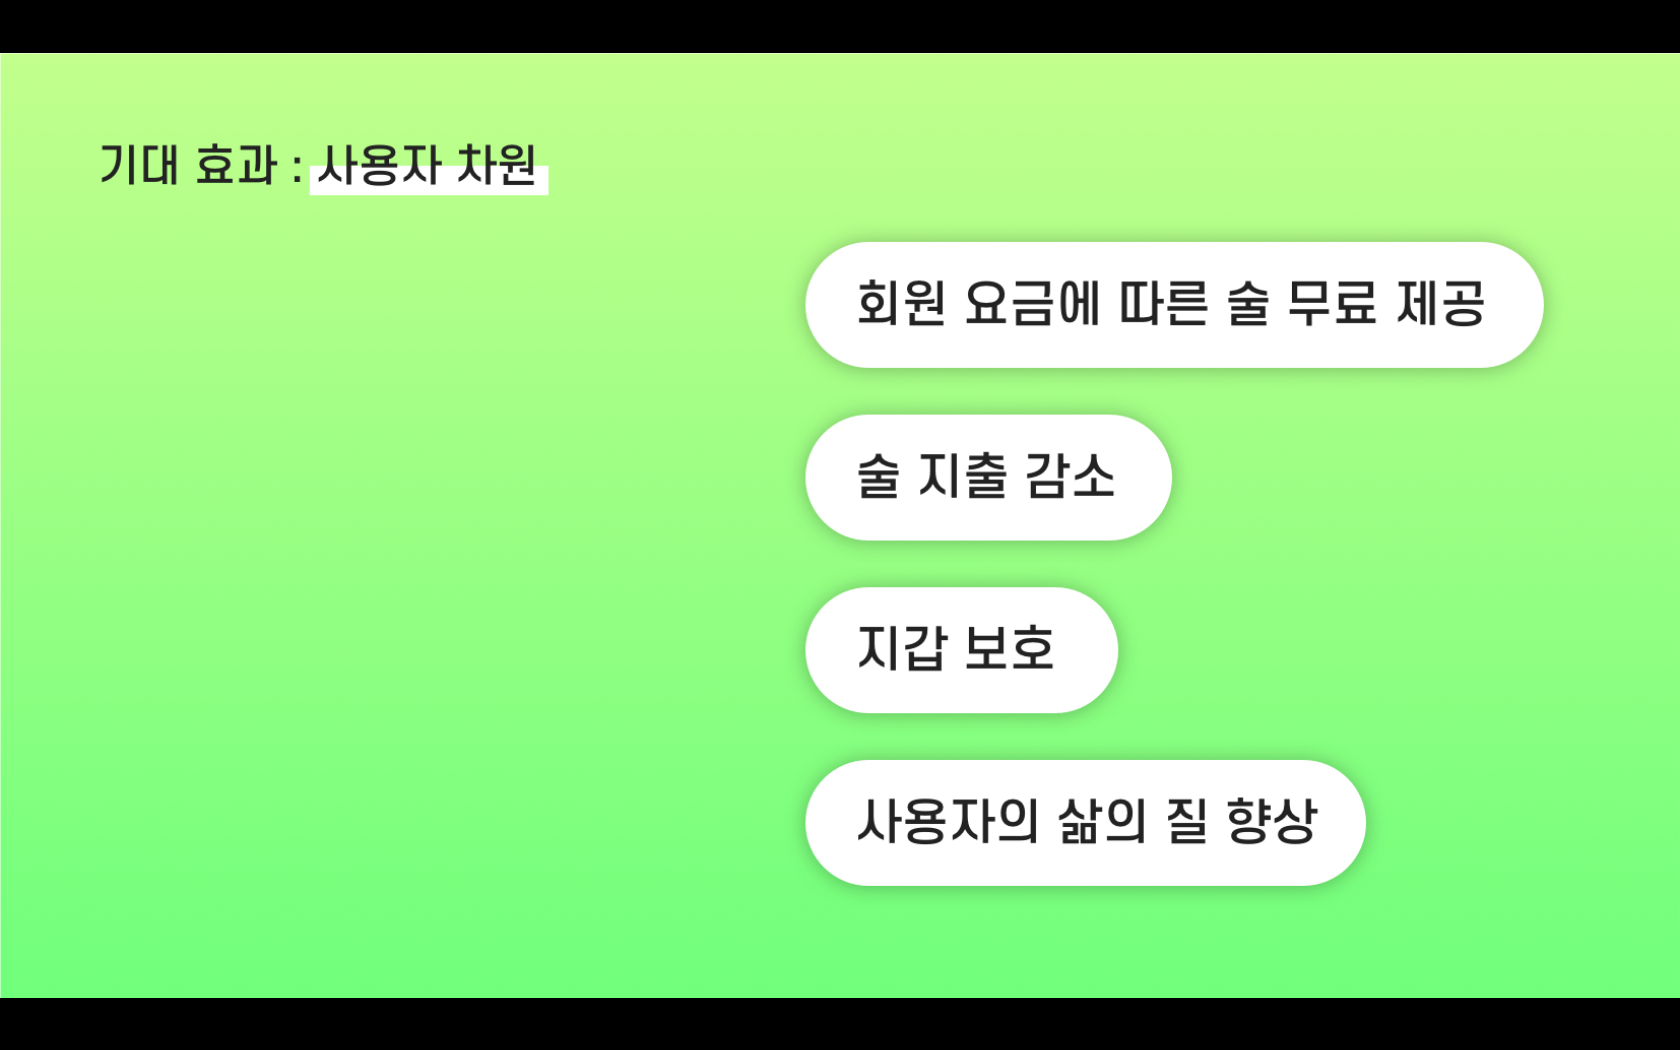 기대 효과 : 사용자 차원
회원 요금에 따른 술 무료 제공
술 지출 감소
지갑 보호
사용자의 삶의 질 향상